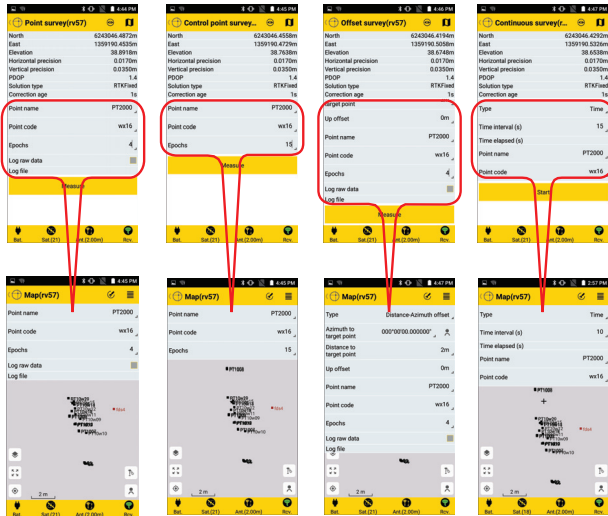 4:44 PM
Point survey(rv57)
North 6243046.4872m
East 1359190.4535m
Elevation 38.8918m
Horizontal precision 0.0170m
Vertical precision 0.0350m
PDOP 1.4
Solution type RTKFixed
Correction age 1s
Point name PT2000
Point code wx16
Epochs 4
Log raw data
Log file
Measure
Bat. Sat.(21) Ant.(2.00m) Rcv.
4:45 PM
Control point survey...
North 6243046.4558m
East 1359190.4729m
Elevation 38.7638m
Horizontal precision 0.0170m
Vertical precision 0.0350m
PDOP 1.4
Solution type RTKFixed
Correction age 1s
Point name PT2000
Point code wx16
Epochs 15
Measure
Bat. Sat.(21) Ant.(2.00m) Rcv.
4:46 PM
Offset survey(rv57)
North 6243046.4194m
East 1359190.5058m
Elevation 38.6748m
Horizontal precision 0.0170m
Vertical precision 0.0350m
PDOP 1.4
Solution type RTKFixed
Correction age 1s
target point
Up offset 0m
Point name PT2000
Point code wx16
Epochs 4
Log raw data
Log file
Measure
Bat. Sat.(21) Ant.(2.00m) Rcv.
4:47 PM
Continuous survey(r...
North 6243046.4292m
East 1359190.5326m
Elevation 38.6538m
Horizontal precision 0.0170m
Vertical precision 0.0350m
PDOP 1.4
Solution type RTKFixed
Correction age 1s
Type Time
Time interval (s) 15
Time elapsed (s)
Point name PT2000
Point code wx16
Start
Bat. Sat.(21) Ant.(2.00m) Rcv.
4:45 PM
Map(rv57)
Point name PT2000
Point code wx16
Epochs 4
Log raw data
Log file
2 m
Bat. Sat.(21) Ant.(2.00m) Rcv.
4:45 PM
Map(rv57)
Point name PT2000
Point code wx16
Epochs 15
PT1008
2 m
Bat. Sat.(21) Ant.(2.00m) Rcv.
4:47 PM
Map(rv57)
Type Distance-Azimuth offset
Azimuth to target point 000°00'00.000000"
Distance to target point 2m
Up offset 0m
Point name PT2000
Point code wx16
Epochs 4
Log raw data
Log file
2 m
Bat. Sat.(21) Ant.(2.00m) Rcv.
2:57 PM
Map(rv57)
Type Time
Time interval (s) 10
Time elapsed (s)
Point name PT2000
Point code wx16
PT1008
2 m
Bat. Sat.(18) Ant.(2.00m) Rcv.